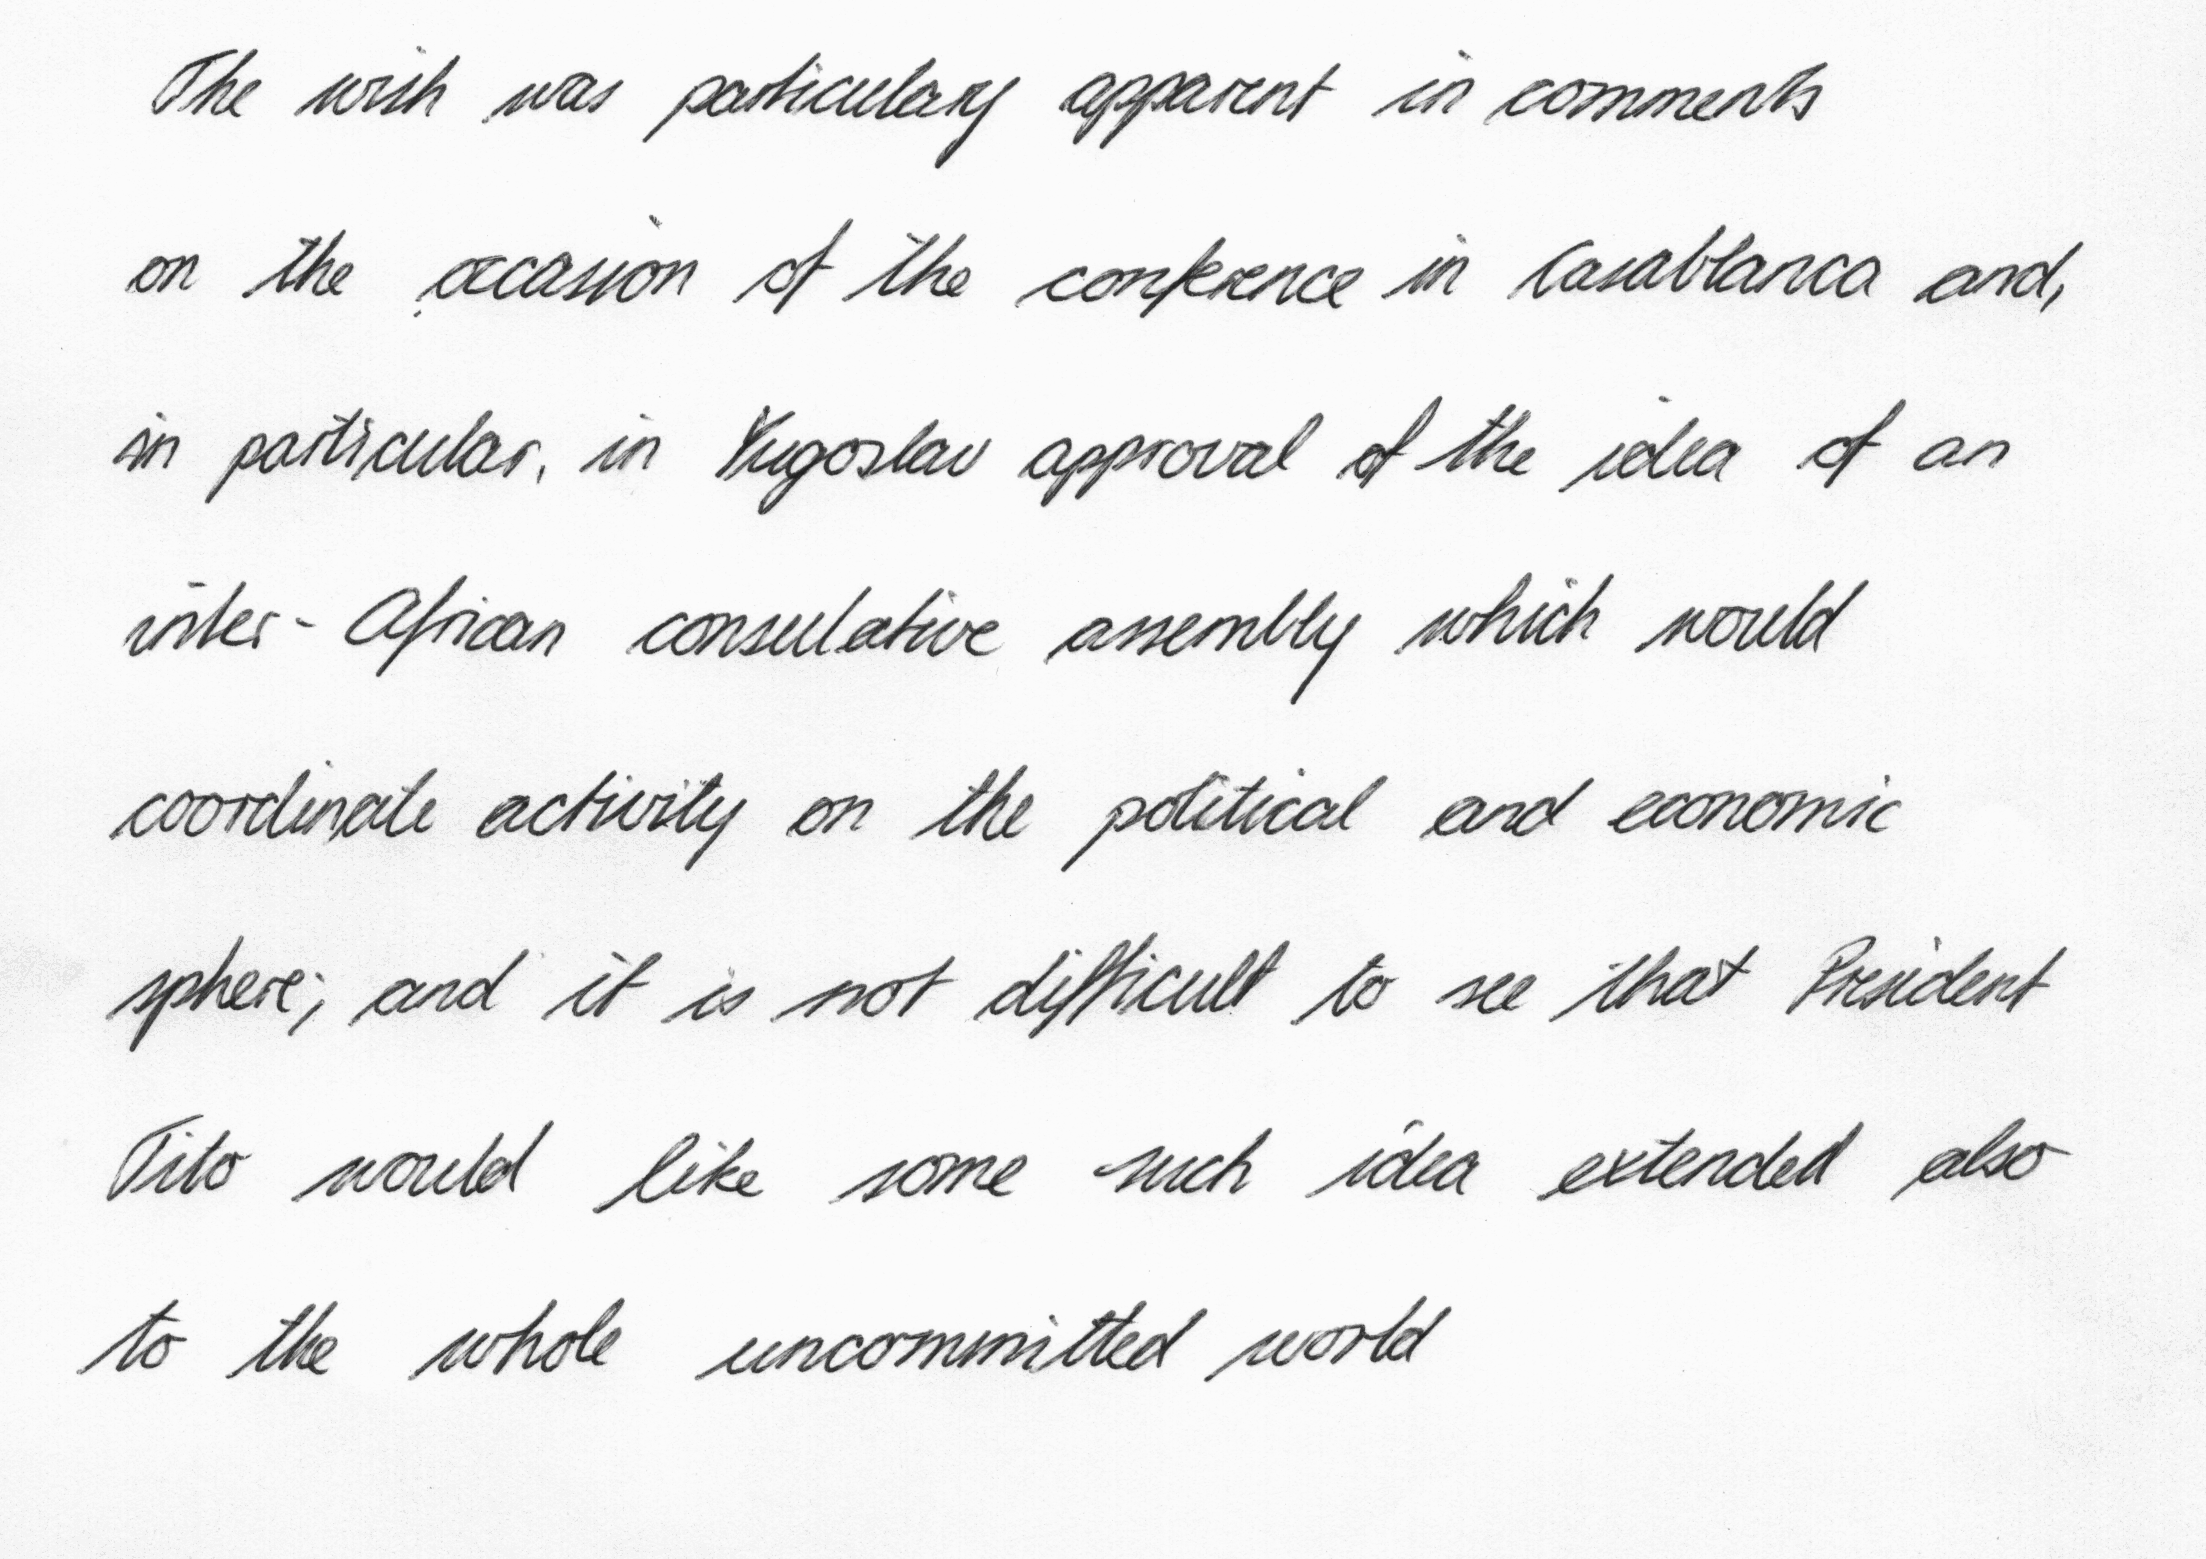 The wish was particulary apparent in comments
on the occasion of the conference in Casablanca and,
in particular, in Yugoslav approval of the idea of an
inter-African consulative assembly which would
coordinate activity on the political and economic
sphere; and it is not difficult to see that President
Tito would like some such idea extended also
to the whole uncommitted world